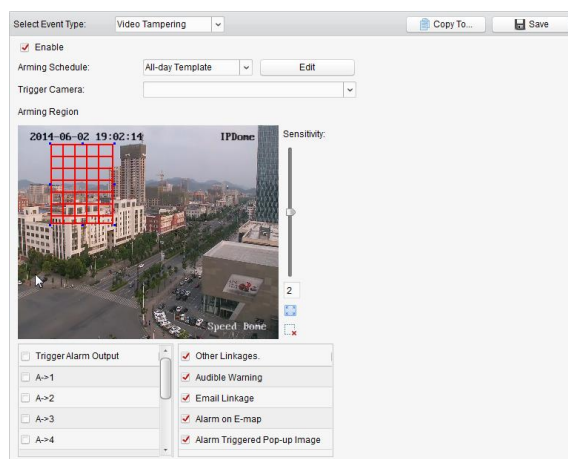 Select Event Type: Video Tampering Copy To... Save
Enable
Arming Schedule: All-day Template Edit
Trigger Camera:
Arming Region
2014-06-02 19:02:14 IPDome Sensitivity:
2
Speed Dome
Trigger Alarm Output Other Linkages.
A->1 Audible Warning
A->2 Email Linkage
A->3 Alarm on E-map
A->4 Alarm Triggered Pop-up Image